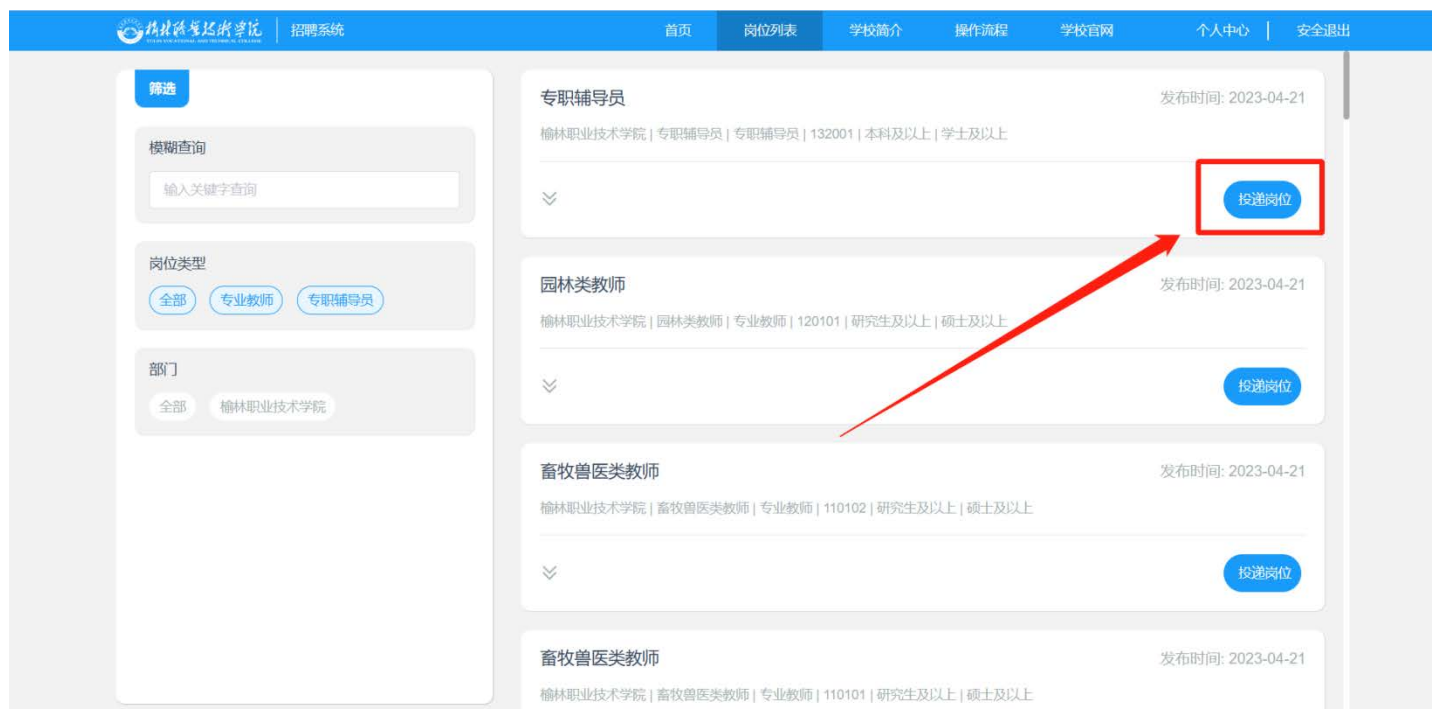 榆林职业技术学院 招聘系统 首页 岗位列表 学校简介 操作流程 学校官网 个人中心 安全退出
筛选
模糊查询
输入关键字查询
岗位类型
全部 专业教师 专职辅导员
部门
全部 榆林职业技术学院
专职辅导员 发布时间: 2023-04-21
榆林职业技术学院 | 专职辅导员 | 专职辅导员 | 132001 | 本科及以上 | 学士及以上
投递岗位
园林类教师 发布时间: 2023-04-21
榆林职业技术学院 | 园林类教师 | 专业教师 | 120101 | 研究生及以上 | 硕士及以上
投递岗位
畜牧兽医类教师 发布时间: 2023-04-21
榆林职业技术学院 | 畜牧兽医类教师 | 专业教师 | 110102 | 研究生及以上 | 硕士及以上
投递岗位
畜牧兽医类教师 发布时间: 2023-04-21
榆林职业技术学院 | 畜牧兽医类教师 | 专业教师 | 110101 | 研究生及以上 | 硕士及以上